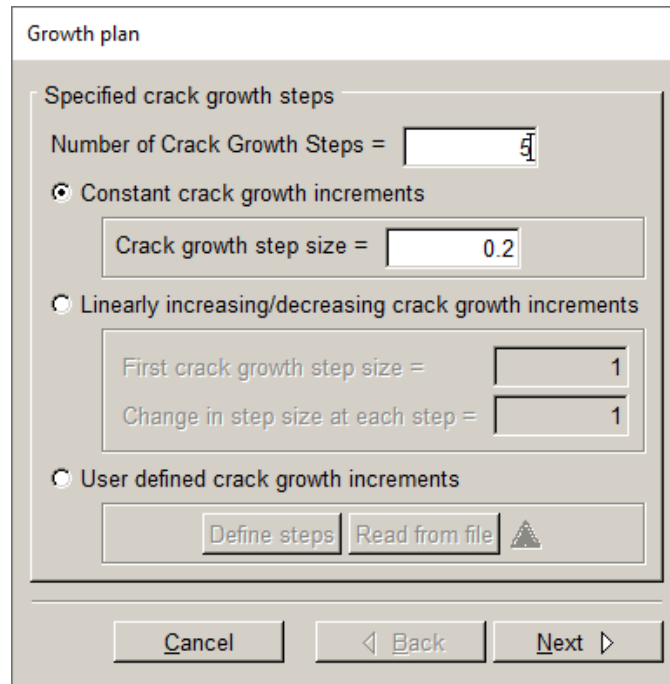 Growth plan
Specified crack growth steps
Number of Crack Growth Steps = 5
Constant crack growth increments
Crack growth step size = 0.2
Linearly increasing/decreasing crack growth increments
First crack growth step size = 1
Change in step size at each step = 1
User defined crack growth increments
Define steps Read from file
Cancel Back Next